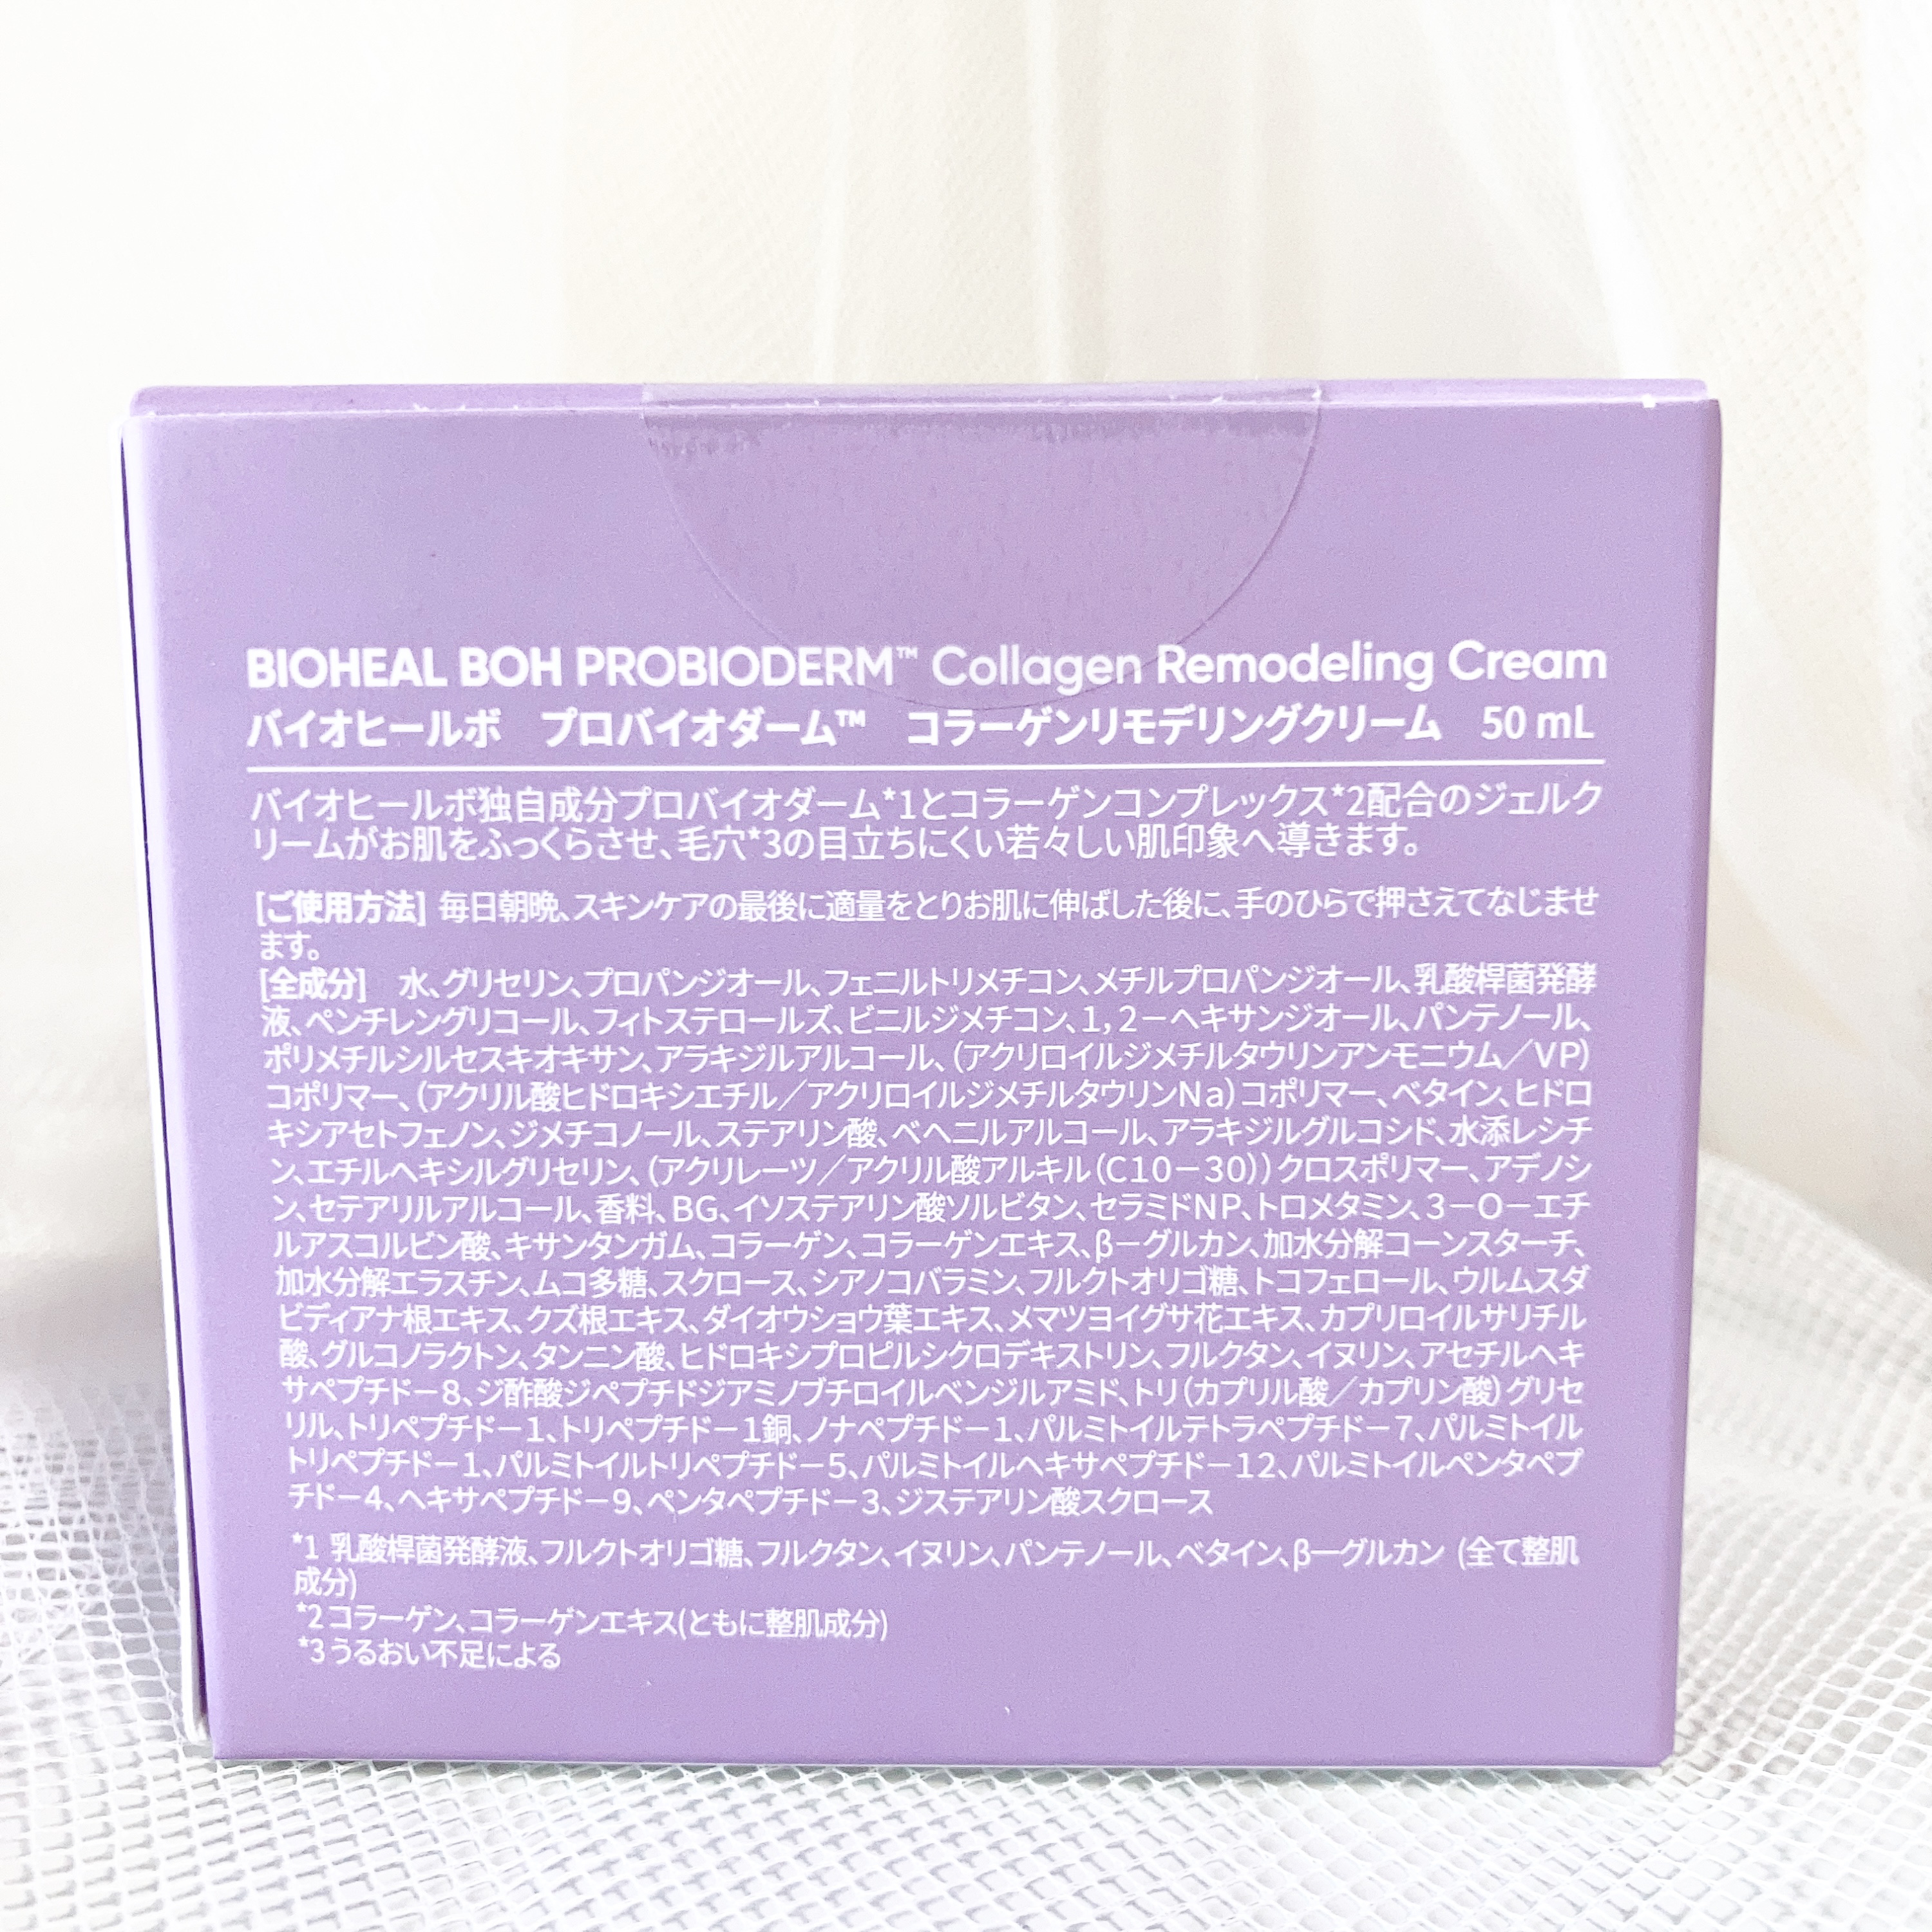 BIOHEAL BOH PROBIODERM™ Collagen Remodeling Cream
バイオヒールボ　プロバイオダーム™　コラーゲンリモデリングクリーム　50 mL
バイオヒールボ独自成分プロバイオダーム*1とコラーゲンコンプレックス*2配合のジェルク
リームがお肌をふっくらさせ、毛穴*3の目立ちにくい若々しい肌印象へ導きます。
[ご使用方法] 毎日朝晩、スキンケアの最後に適量をとりお肌に伸ばした後に、手のひらで押さえてなじませ
ます。
[全成分]　水、グリセリン、プロパンジオール、フェニルトリメチコン、メチルプロパンジオール、乳酸桿菌発酵
液、ペンチレングリコール、フィトステロールズ、ビニルジメチコン、1，2－ヘキサンジオール、パンテノール、
ポリメチルシルセスキオキサン、アラキジルアルコール、（アクリロイルジメチルタウリンアンモニウム／VP）
コポリマー、（アクリル酸ヒドロキシエチル／アクリロイルジメチルタウリンNa）コポリマー、ベタイン、ヒドロ
キシアセトフェノン、ジメチコノール、ステアリン酸、ベヘニルアルコール、アラキジルグルコシド、水添レシチ
ン、エチルヘキシルグリセリン、（アクリレーツ／アクリル酸アルキル（C10－30））クロスポリマー、アデノシ
ン、セテアリルアルコール、香料、BG、イソステアリン酸ソルビタン、セラミドNP、トロメタミン、3－O－エチ
ルアスコルビン酸、キサンタンガム、コラーゲン、コラーゲンエキス、β－グルカン、加水分解コーンスターチ、
加水分解エラスチン、ムコ多糖、スクロース、シアノコバラミン、フルクトオリゴ糖、トコフェロール、ウルムスダ
ビディアナ根エキス、クズ根エキス、ダイオウショウ葉エキス、メマツヨイグサ花エキス、カプリロイルサリチル
酸、グルコノラクトン、タンニン酸、ヒドロキシプロピルシクロデキストリン、フルクタン、イヌリン、アセチルヘキ
サペプチド－8、ジ酢酸ジペプチドジアミノブチロイルベンジルアミド、トリ（カプリル酸／カプリン酸）グリセ
リル、トリペプチド－1、トリペプチド－1銅、ノナペプチド－1、パルミトイルテトラペプチド－7、パルミトイル
トリペプチド－1、パルミトイルトリペプチド－5、パルミトイルヘキサペプチド－12、パルミトイルペンタペプ
チド－4、ヘキサペプチド－9、ペンタペプチド－3、ジステアリン酸スクロース
*1 乳酸桿菌発酵液、フルクトオリゴ糖、フルクタン、イヌリン、パンテノール、ベタイン、β―グルカン (全て整肌
成分)
*2 コラーゲン、コラーゲンエキス(ともに整肌成分)
*3 うるおい不足による